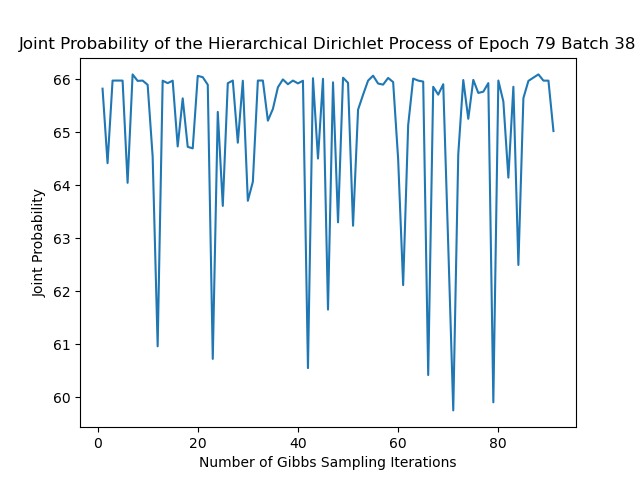 Joint Probability of the Hierarchical Dirichlet Process of Epoch 79 Batch 38
66
65
64
63
62
61
60
Joint Probability
0 20 40 60 80
Number of Gibbs Sampling Iterations